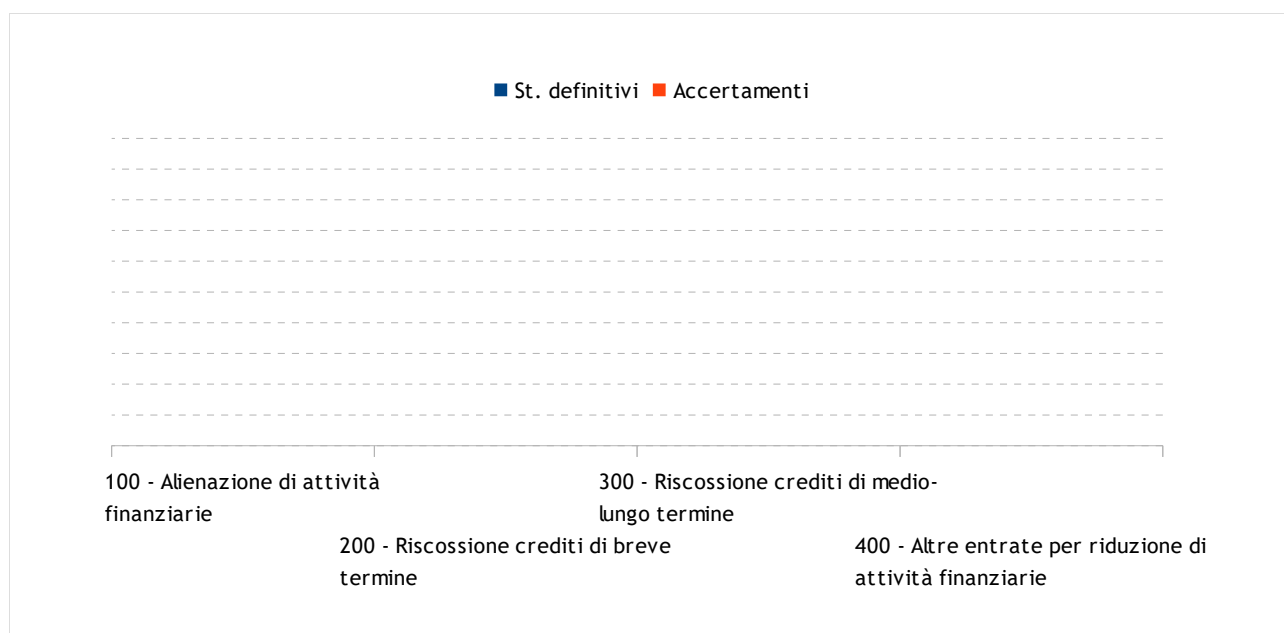 St. definitivi Accertamenti
100 - Alienazione di attività
finanziarie
200 - Riscossione crediti di breve
termine
300 - Riscossione crediti di medio-
lungo termine
400 - Altre entrate per riduzione di
attività finanziarie